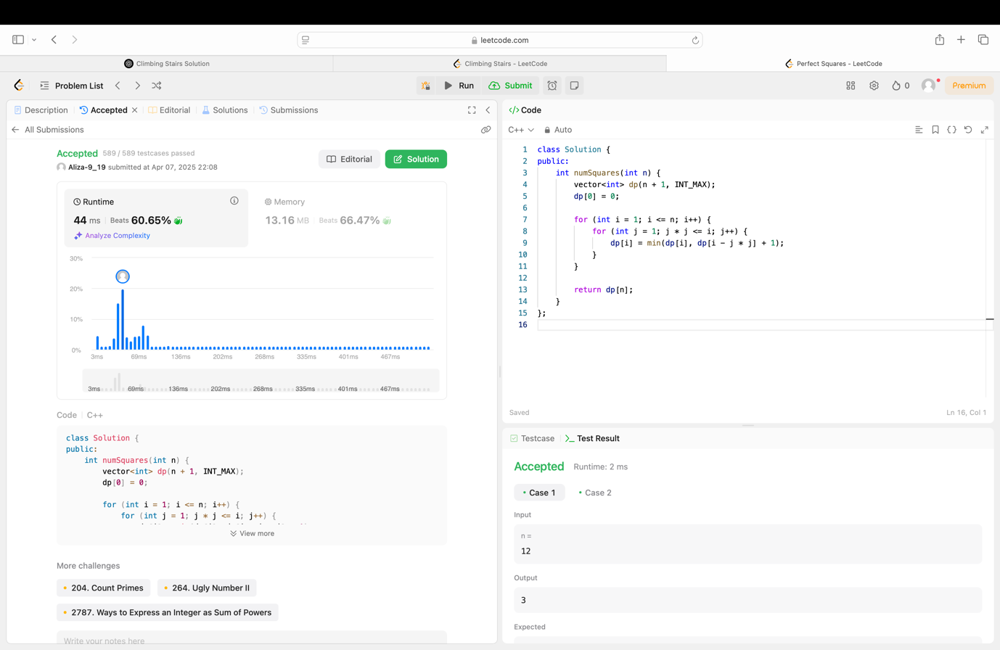 leetcode.com
Climbing Stairs Solution
Climbing Stairs - LeetCode
Perfect Squares - LeetCode
Problem List
Run
Submit
0
Premium
Description
Accepted
Editorial
Solutions
Submissions
All Submissions
Accepted 589 / 589 testcases passed
Aliza-9_19 submitted at Apr 07, 2025 22:08
Editorial
Solution
Runtime
44 ms Beats 60.65%
Analyze Complexity
Memory
13.16 MB Beats 66.47%
30%
20%
10%
0%
3ms 69ms 136ms 202ms 268ms 335ms 401ms 467ms
3ms 69ms 136ms 202ms 268ms 335ms 401ms 467ms
Code C++
class Solution {
public:
    int numSquares(int n) {
        vector<int> dp(n + 1, INT_MAX);
        dp[0] = 0;

        for (int i = 1; i <= n; i++) {
            for (int j = 1; j * j <= i; j++) {
View more
More challenges
204. Count Primes
264. Ugly Number II
2787. Ways to Express an Integer as Sum of Powers
Write your notes here
</> Code
C++ Auto
1 class Solution {
2 public:
3     int numSquares(int n) {
4         vector<int> dp(n + 1, INT_MAX);
5         dp[0] = 0;
6
7         for (int i = 1; i <= n; i++) {
8             for (int j = 1; j * j <= i; j++) {
9                 dp[i] = min(dp[i], dp[i - j * j] + 1);
10             }
11         }
12
13         return dp[n];
14     }
15 };
16
Saved
Ln 16, Col 1
Testcase
Test Result
Accepted Runtime: 2 ms
Case 1
Case 2
Input
n =
12
Output
3
Expected